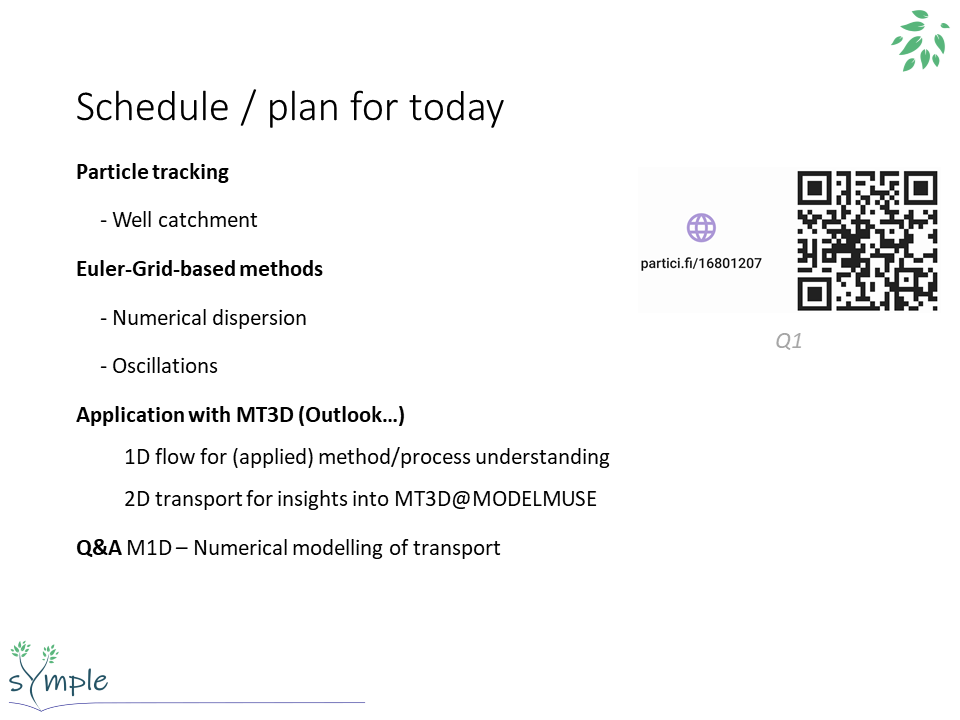 Schedule / plan for today
Particle tracking
- Well catchment
Euler-Grid-based methods
- Numerical dispersion
- Oscillations
Application with MT3D (Outlook…)
1D flow for (applied) method/process understanding
2D transport for insights into MT3D@MODELMUSE
Q&A M1D – Numerical modelling of transport
partici.fi/16801207
Q1
sYmple